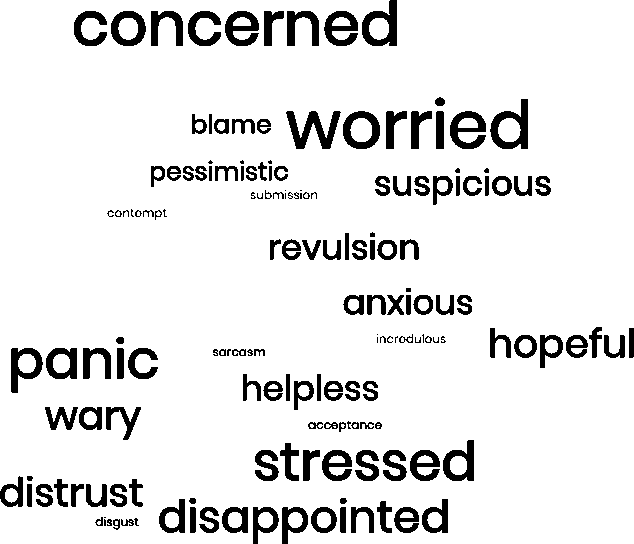 concerned
blame worried
pessimistic
suspicious
submission
contempt
revulsion
anxious
incredulous
hopeful
panic
sarcasm
helpless
wary
acceptance
stressed
distrust
disgust
disappointed